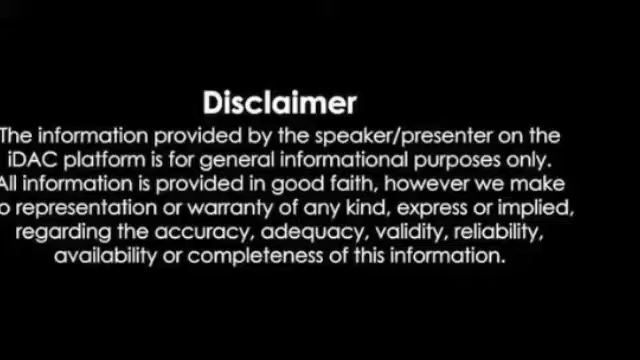 Disclaimer
The information provided by the speaker/presenter on the
iDAC platform is for general informational purposes only.
All information is provided in good faith, however we make
o representation or warranty of any kind, express or implied,
regarding the accuracy, adequacy, validity, reliability,
availability or completeness of this information.